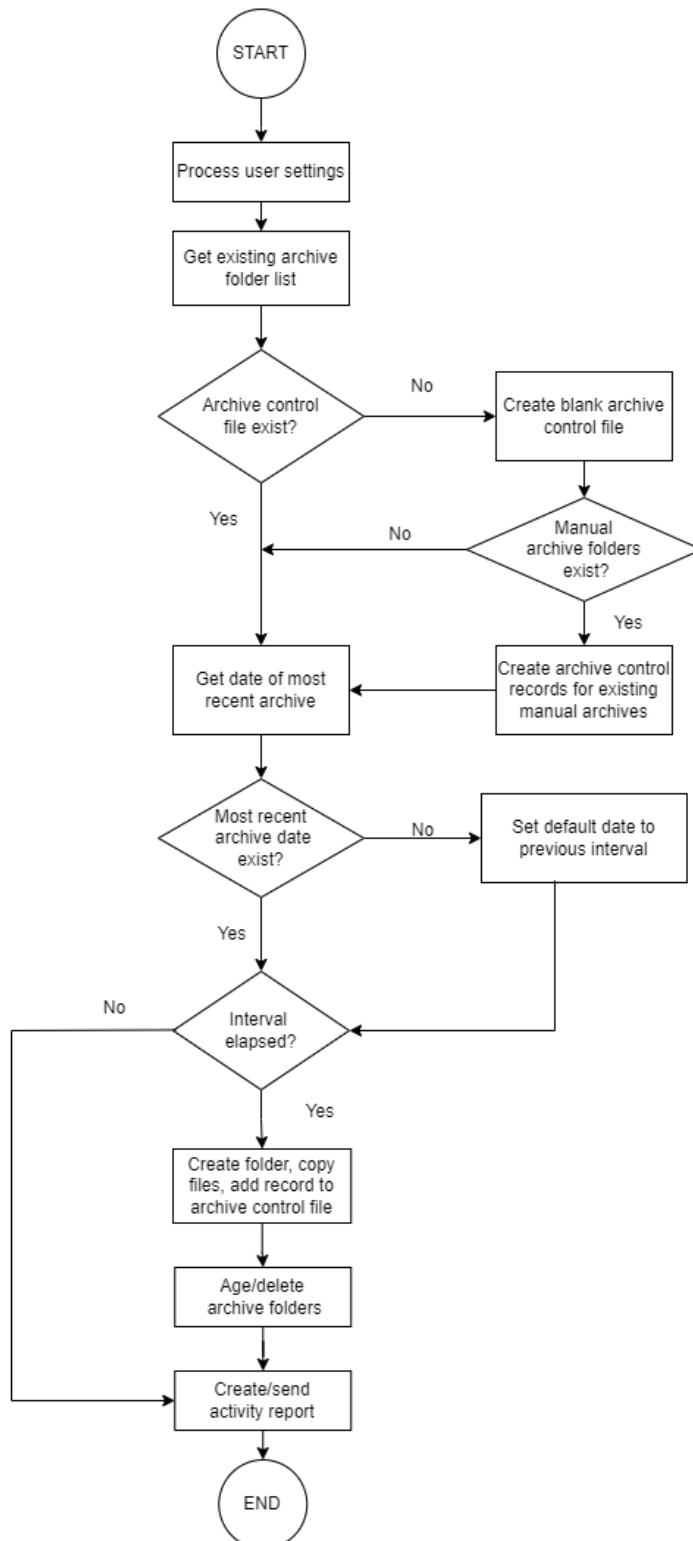 START
Process user settings
Get existing archive
folder list
Archive control
file exist?
No
Create blank archive
control file
Yes
No
Manual
archive folders
exist?
Yes
Get date of most
recent archive
Create archive control
records for existing
manual archives
Most recent
archive date
exist?
No
Set default date to
previous interval
Yes
No
Interval
elapsed?
Yes
Create folder, copy
files, add record to
archive control file
Age/delete
archive folders
Create/send
activity report
END